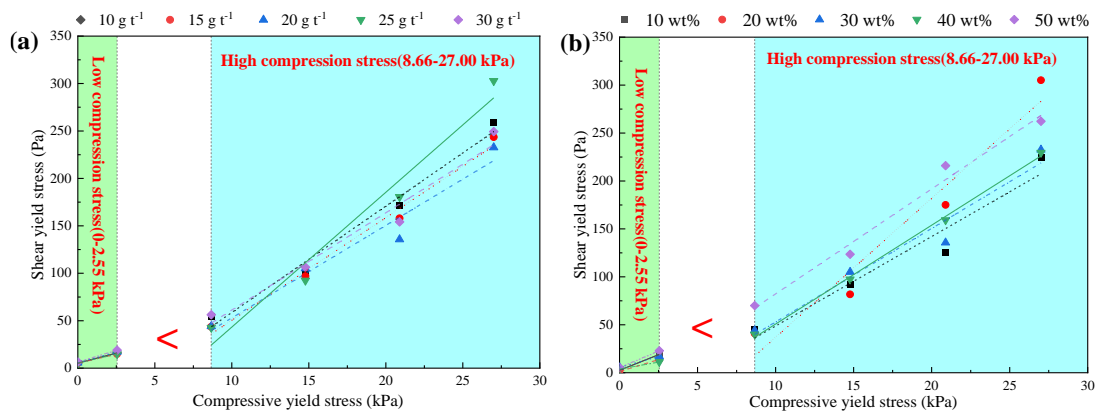 10 g t⁻¹ 15 g t⁻¹ 20 g t⁻¹ 25 g t⁻¹ 30 g t⁻¹
(a)
350
300
250
200
150
100
50
0
Shear yield stress (Pa)
Low compression stress(0-2.55 kPa)
High compression stress(8.66-27.00 kPa)
<
0 5 10 15 20 25 30
Compressive yield stress (kPa)
10 wt% 20 wt% 30 wt% 40 wt% 50 wt%
(b)
350
300
250
200
150
100
50
0
Shear yield stress (Pa)
Low compression stress(0-2.55 kPa)
High compression stress(8.66-27.00 kPa)
<
0 5 10 15 20 25 30
Compressive yield stress (kPa)